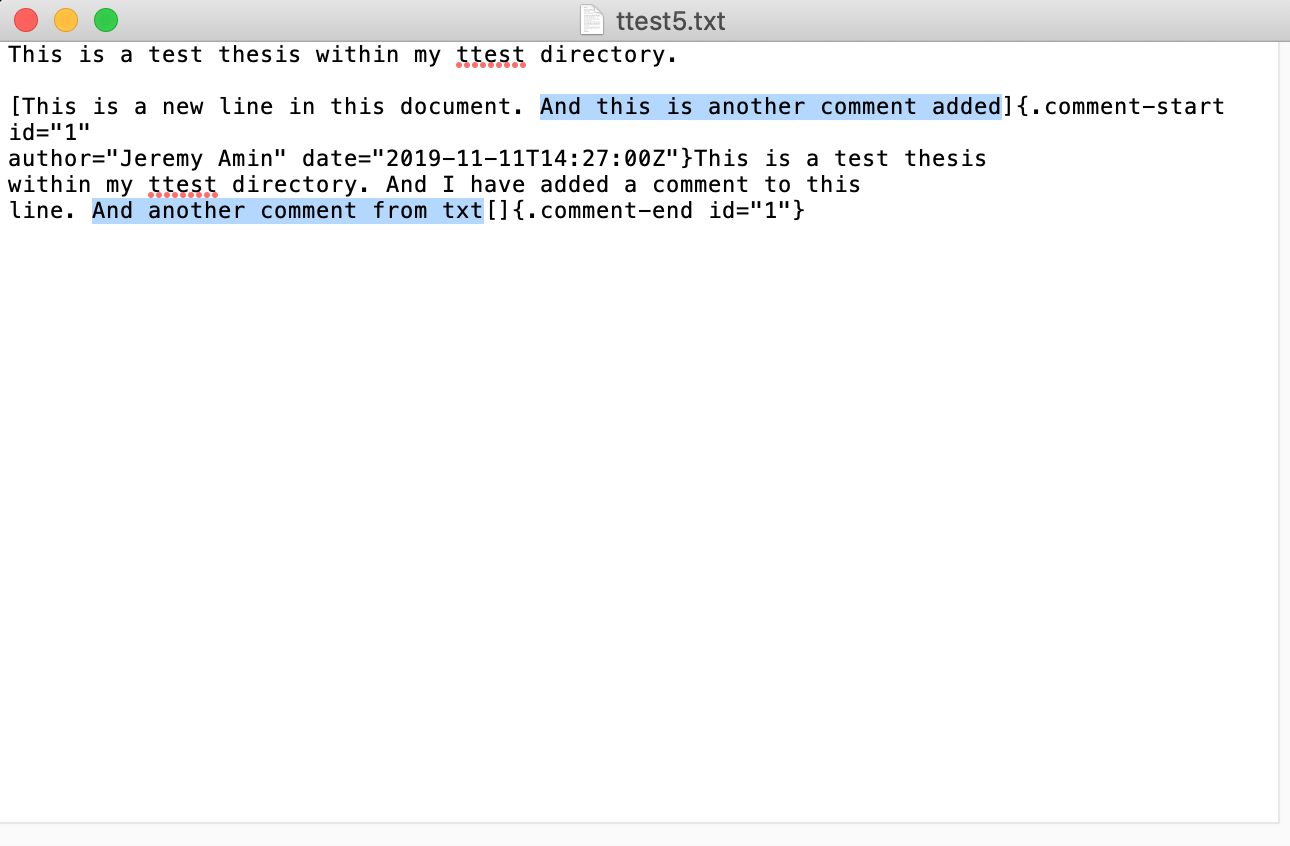 ttest5.txt
This is a test thesis within my ttest directory.
[This is a new line in this document. And this is another comment added]{.comment-start
id="1"
author="Jeremy Amin" date="2019-11-11T14:27:00Z"}This is a test thesis
within my ttest directory. And I have added a comment to this
line. And another comment from txt[]{.comment-end id="1"}